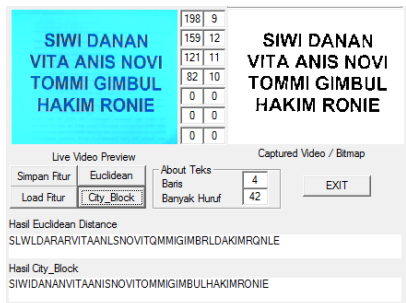 SIWI DANAN
VITA ANIS NOVI
TOMMI GIMBUL
HAKIM RONIE
198 9
159 12
121 11
82 10
0 0
0 0
0 0
SIWI DANAN
VITA ANIS NOVI
TOMMI GIMBUL
HAKIM RONIE
Live Video Preview
Captured Video / Bitmap
Simpan Fitur
Euclidean
Load Fitur
City_Block
About Teks
Baris 4
Banyak Huruf 42
EXIT
Hasil Euclidean Distance
SLWLDARARVITAANLSNOVITQMMIGIMBRLDAKIMRQNLE
Hasil City_Block
SIWIDANANVITAANISNOVITOMMIGIMBULHAKIMRONIE